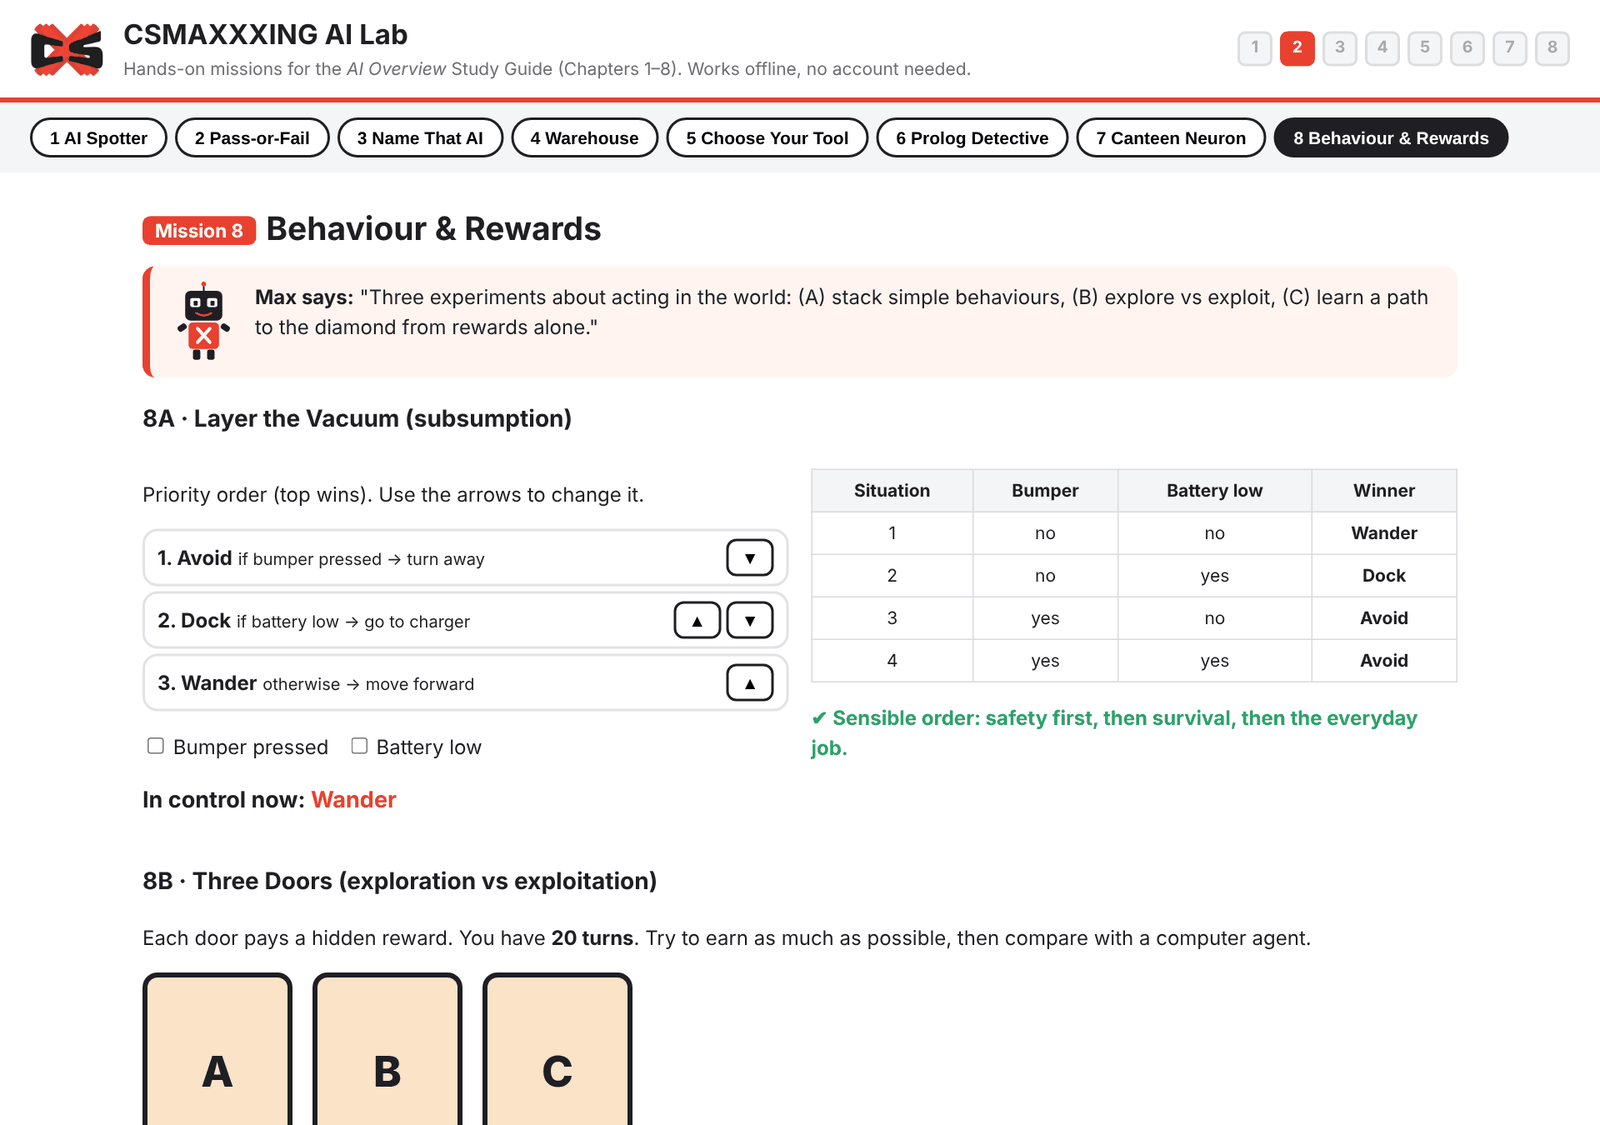 CS
CSMAXXXING AI Lab
Hands-on missions for the AI Overview Study Guide (Chapters 1–8). Works offline, no account needed.
1 2 3 4 5 6 7 8
1 AI Spotter 2 Pass-or-Fail 3 Name That AI 4 Warehouse 5 Choose Your Tool 6 Prolog Detective 7 Canteen Neuron 8 Behaviour & Rewards
Mission 8 Behaviour & Rewards
Max says: "Three experiments about acting in the world: (A) stack simple behaviours, (B) explore vs exploit, (C) learn a path
to the diamond from rewards alone."
8A · Layer the Vacuum (subsumption)
Priority order (top wins). Use the arrows to change it.
1. Avoid if bumper pressed → turn away ▼
2. Dock if battery low → go to charger ▲ ▼
3. Wander otherwise → move forward ▲
Bumper pressed Battery low
In control now: Wander
Situation Bumper Battery low Winner
1 no no Wander
2 no yes Dock
3 yes no Avoid
4 yes yes Avoid
✔ Sensible order: safety first, then survival, then the everyday
job.
8B · Three Doors (exploration vs exploitation)
Each door pays a hidden reward. You have 20 turns. Try to earn as much as possible, then compare with a computer agent.
A B C